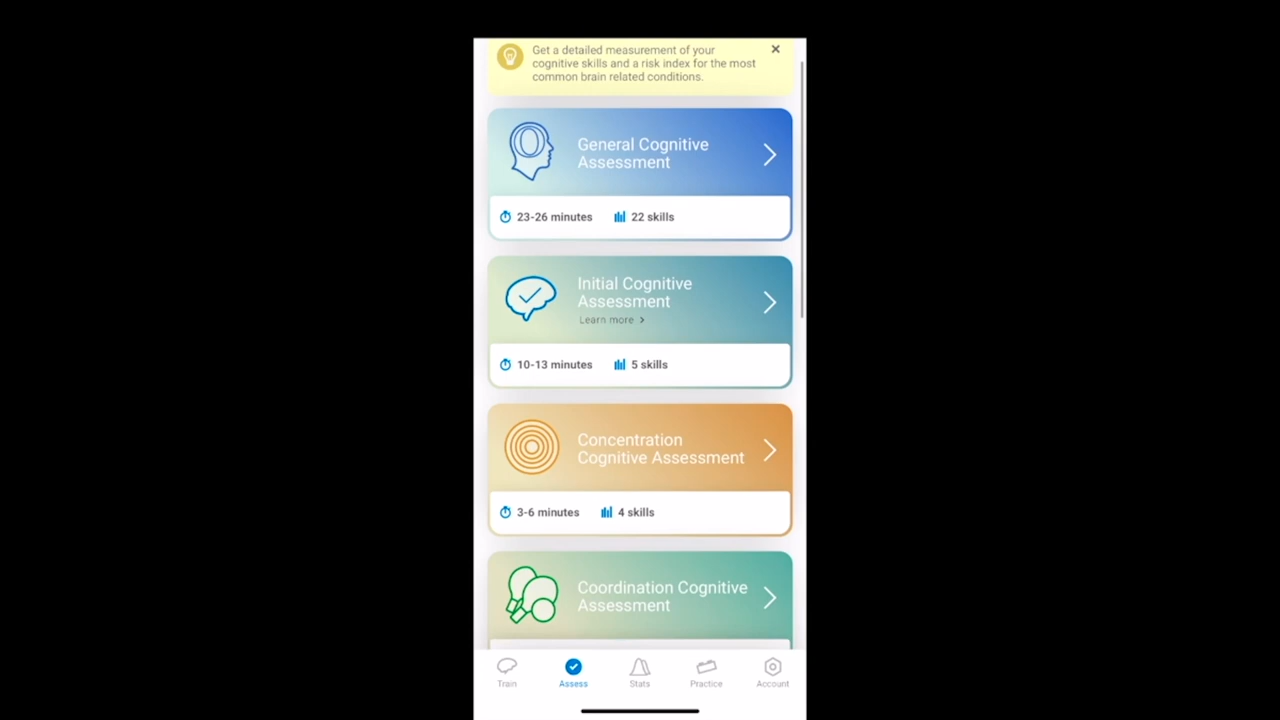 Get a detailed measurement of your
cognitive skills and a risk index for the most
common brain related conditions.
General Cognitive
Assessment
23-26 minutes 22 skills
Initial Cognitive
Assessment
Learn more
10-13 minutes 5 skills
Concentration
Cognitive Assessment
3-6 minutes 4 skills
Coordination Cognitive
Assessment
Train Assess Stats Practice Account